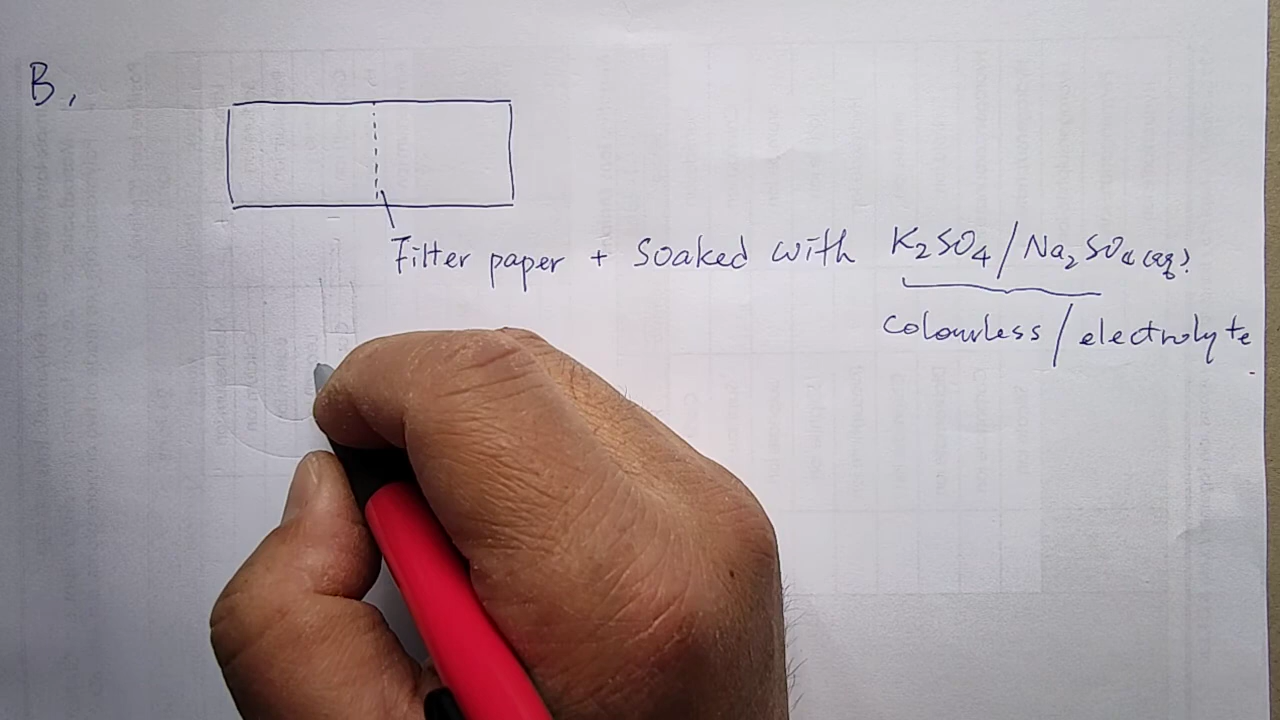 B.
Filter paper + Soaked with K₂SO₄/Na₂SO₄(aq).
Colourless / electrolyte.